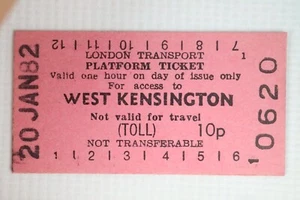 7 8 9 10 11 12
LONDON TRANSPORT 1
PLATFORM TICKET
Valid one hour on day of issue only
For access to
WEST KENSINGTON
Not valid for travel
(TOLL) 10p
NOT TRANSFERABLE
1 2 3 4 5 6
20 JAN 82
0620